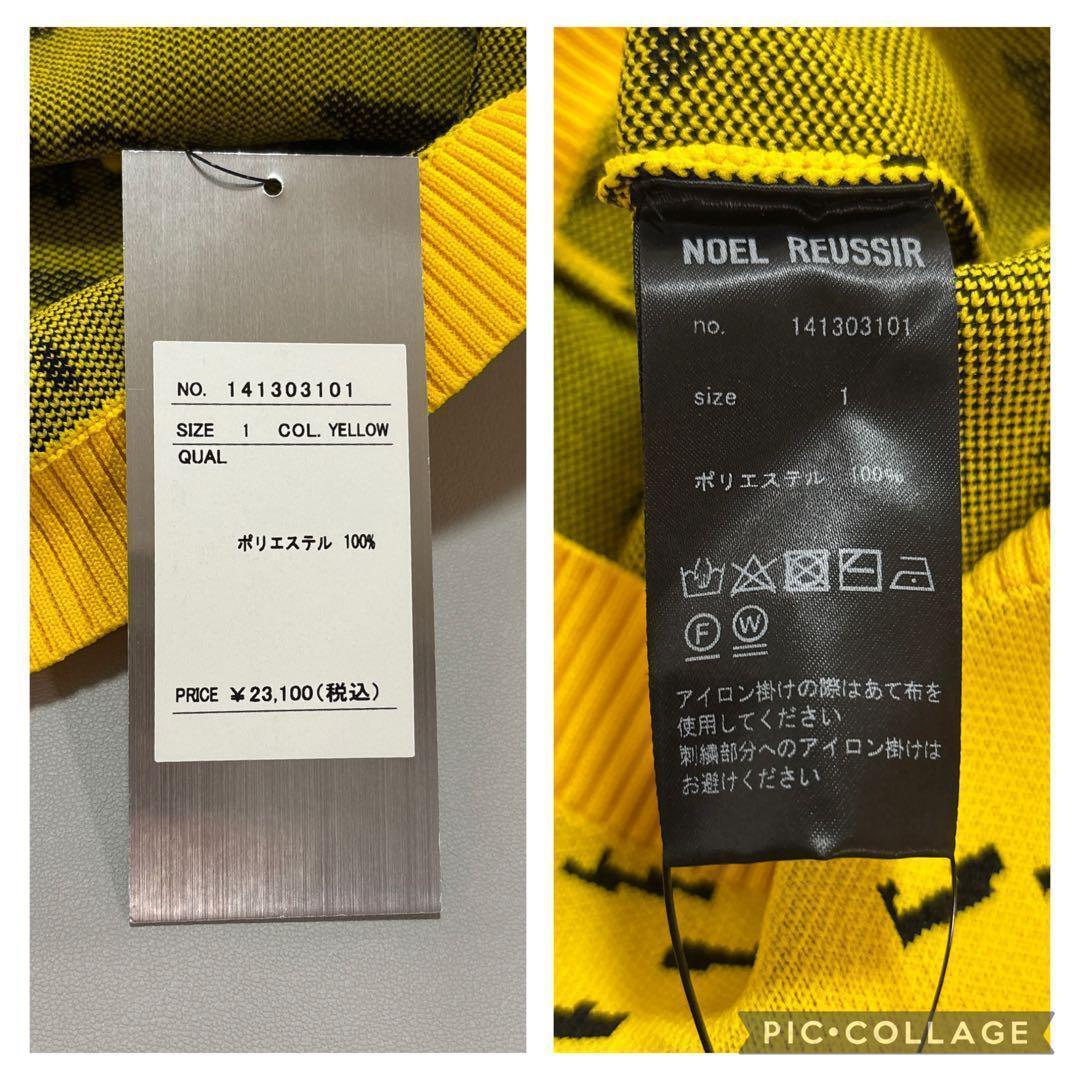 NO. 141303101
SIZE 1 COL. YELLOW
QUAL
ポリエステル 100%
PRICE ¥23,100(税込)
NOEL REUSSIR
no. 141303101
size 1
ポリエステル 100%
F W
アイロン掛けの際はあて布を
使用してください
刺繍部分へのアイロン掛けは
お避けください
PIC•COLLAGE